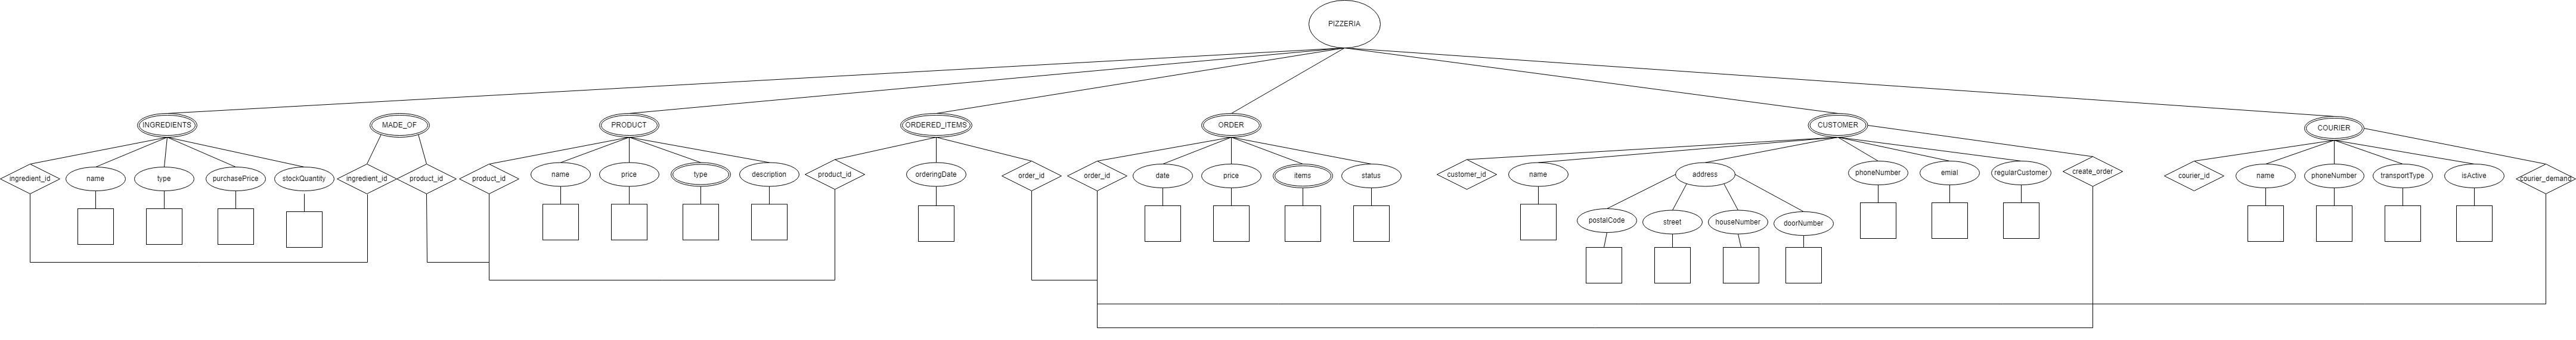 PIZZERIA
INGREDIENTS
MADE_OF
PRODUCT
ORDERED_ITEMS
ORDER
CUSTOMER
COURIER
ingredient_id
name
type
purchasePrice
stockQuantity
ingredient_id
product_id
product_id
name
price
type
description
product_id
orderingDate
order_id
order_id
date
price
items
status
customer_id
name
address
phoneNumber
emial
regularCustomer
create_order
courier_id
name
phoneNumber
transportType
isActive
courier_demand
postalCode
street
houseNumber
doorNumber